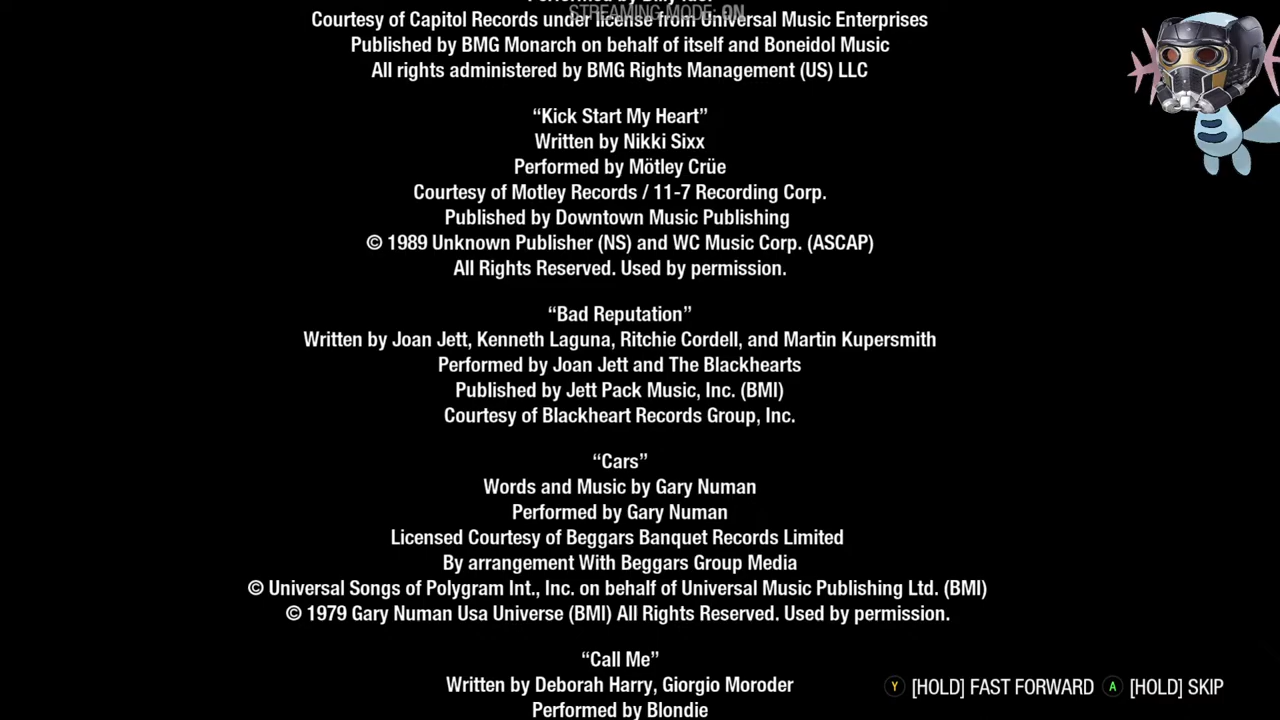 Performed by Billy Idol
STREAMING MODE: ON
Courtesy of Capitol Records under license from Universal Music Enterprises
Published by BMG Monarch on behalf of itself and Boneidol Music
All rights administered by BMG Rights Management (US) LLC
“Kick Start My Heart”
Written by Nikki Sixx
Performed by Mötley Crüe
Courtesy of Motley Records / 11-7 Recording Corp.
Published by Downtown Music Publishing
© 1989 Unknown Publisher (NS) and WC Music Corp. (ASCAP)
All Rights Reserved. Used by permission.
“Bad Reputation”
Written by Joan Jett, Kenneth Laguna, Ritchie Cordell, and Martin Kupersmith
Performed by Joan Jett and The Blackhearts
Published by Jett Pack Music, Inc. (BMI)
Courtesy of Blackheart Records Group, Inc.
“Cars”
Words and Music by Gary Numan
Performed by Gary Numan
Licensed Courtesy of Beggars Banquet Records Limited
By arrangement With Beggars Group Media
© Universal Songs of Polygram Int., Inc. on behalf of Universal Music Publishing Ltd. (BMI)
© 1979 Gary Numan Usa Universe (BMI) All Rights Reserved. Used by permission.
“Call Me”
Written by Deborah Harry, Giorgio Moroder
Performed by Blondie
Y [HOLD] FAST FORWARD A [HOLD] SKIP